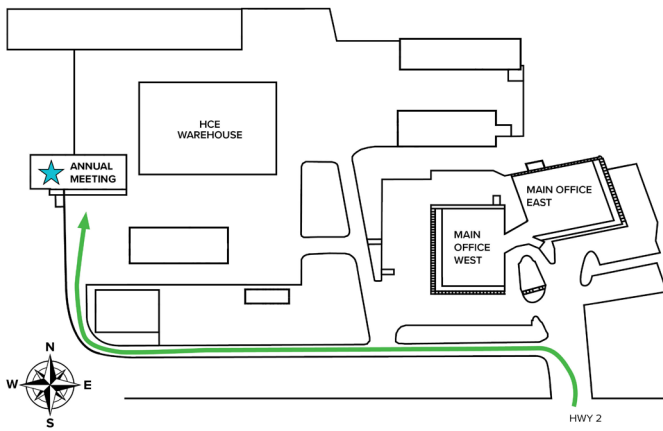 HCE
WAREHOUSE
ANNUAL
MEETING
MAIN OFFICE
EAST
MAIN
OFFICE
WEST
N
W
E
S
HWY 2